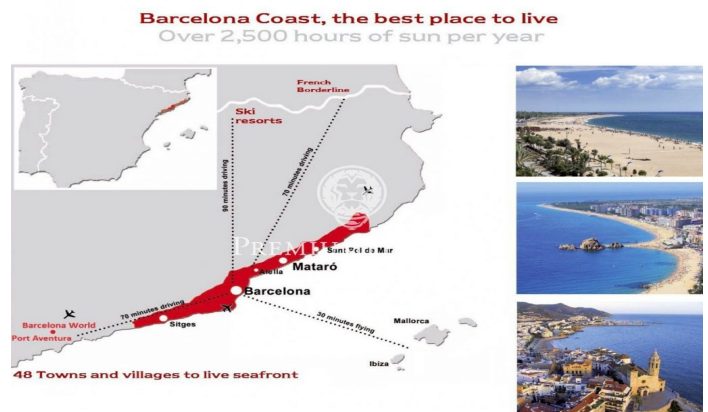 Barcelona Coast, the best place to live
Over 2,500 hours of sun per year
French
Borderline
Ski
resorts
90 minutes driving
70 minutes driving
PREMIU
Sant Pol de Mar
Mataró
Alella
Barcelona
70 minutes driving
Sitges
Barcelona World
Port Aventura
30 minutes flying
Mallorca
Ibiza
48 Towns and villages to live seafront